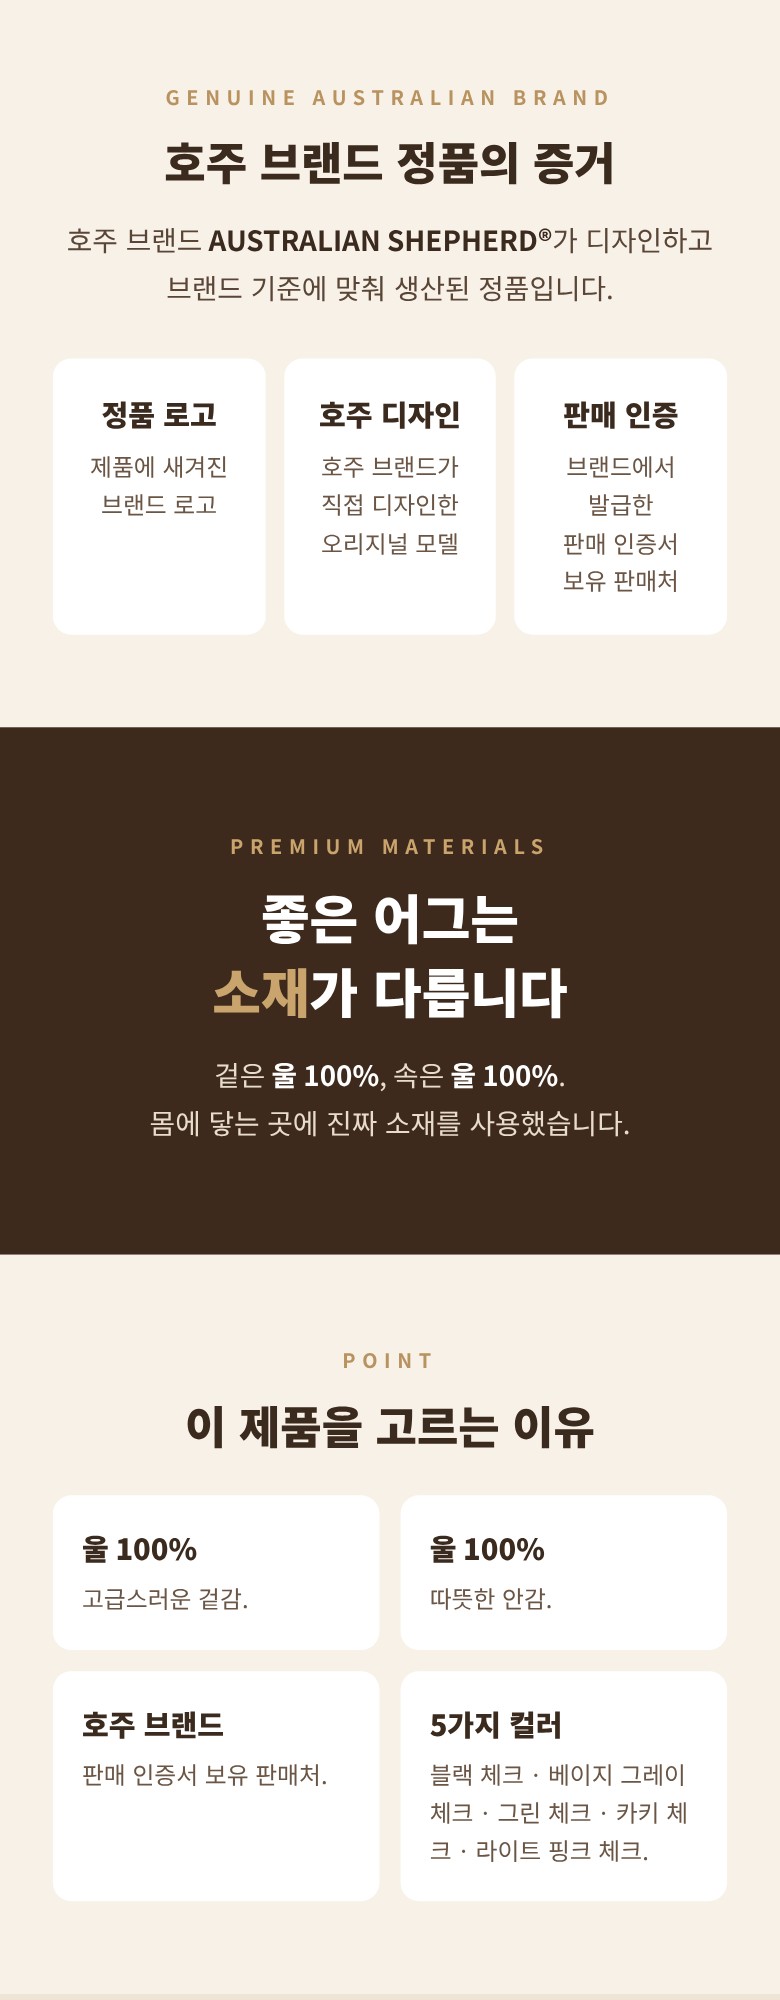 GENUINE AUSTRALIAN BRAND
호주 브랜드 정품의 증거
호주 브랜드 AUSTRALIAN SHEPHERD®가 디자인하고
브랜드 기준에 맞춰 생산된 정품입니다.
정품 로고
제품에 새겨진
브랜드 로고
호주 디자인
호주 브랜드가
직접 디자인한
오리지널 모델
판매 인증
브랜드에서
발급한
판매 인증서
보유 판매처
PREMIUM MATERIALS
좋은 어그는
소재가 다릅니다
겉은 울 100%, 속은 울 100%.
몸에 닿는 곳에 진짜 소재를 사용했습니다.
POINT
이 제품을 고르는 이유
울 100%
고급스러운 겉감.
울 100%
따뜻한 안감.
호주 브랜드
판매 인증서 보유 판매처.
5가지 컬러
블랙 체크 · 베이지 그레이
체크 · 그린 체크 · 카키 체
크 · 라이트 핑크 체크.